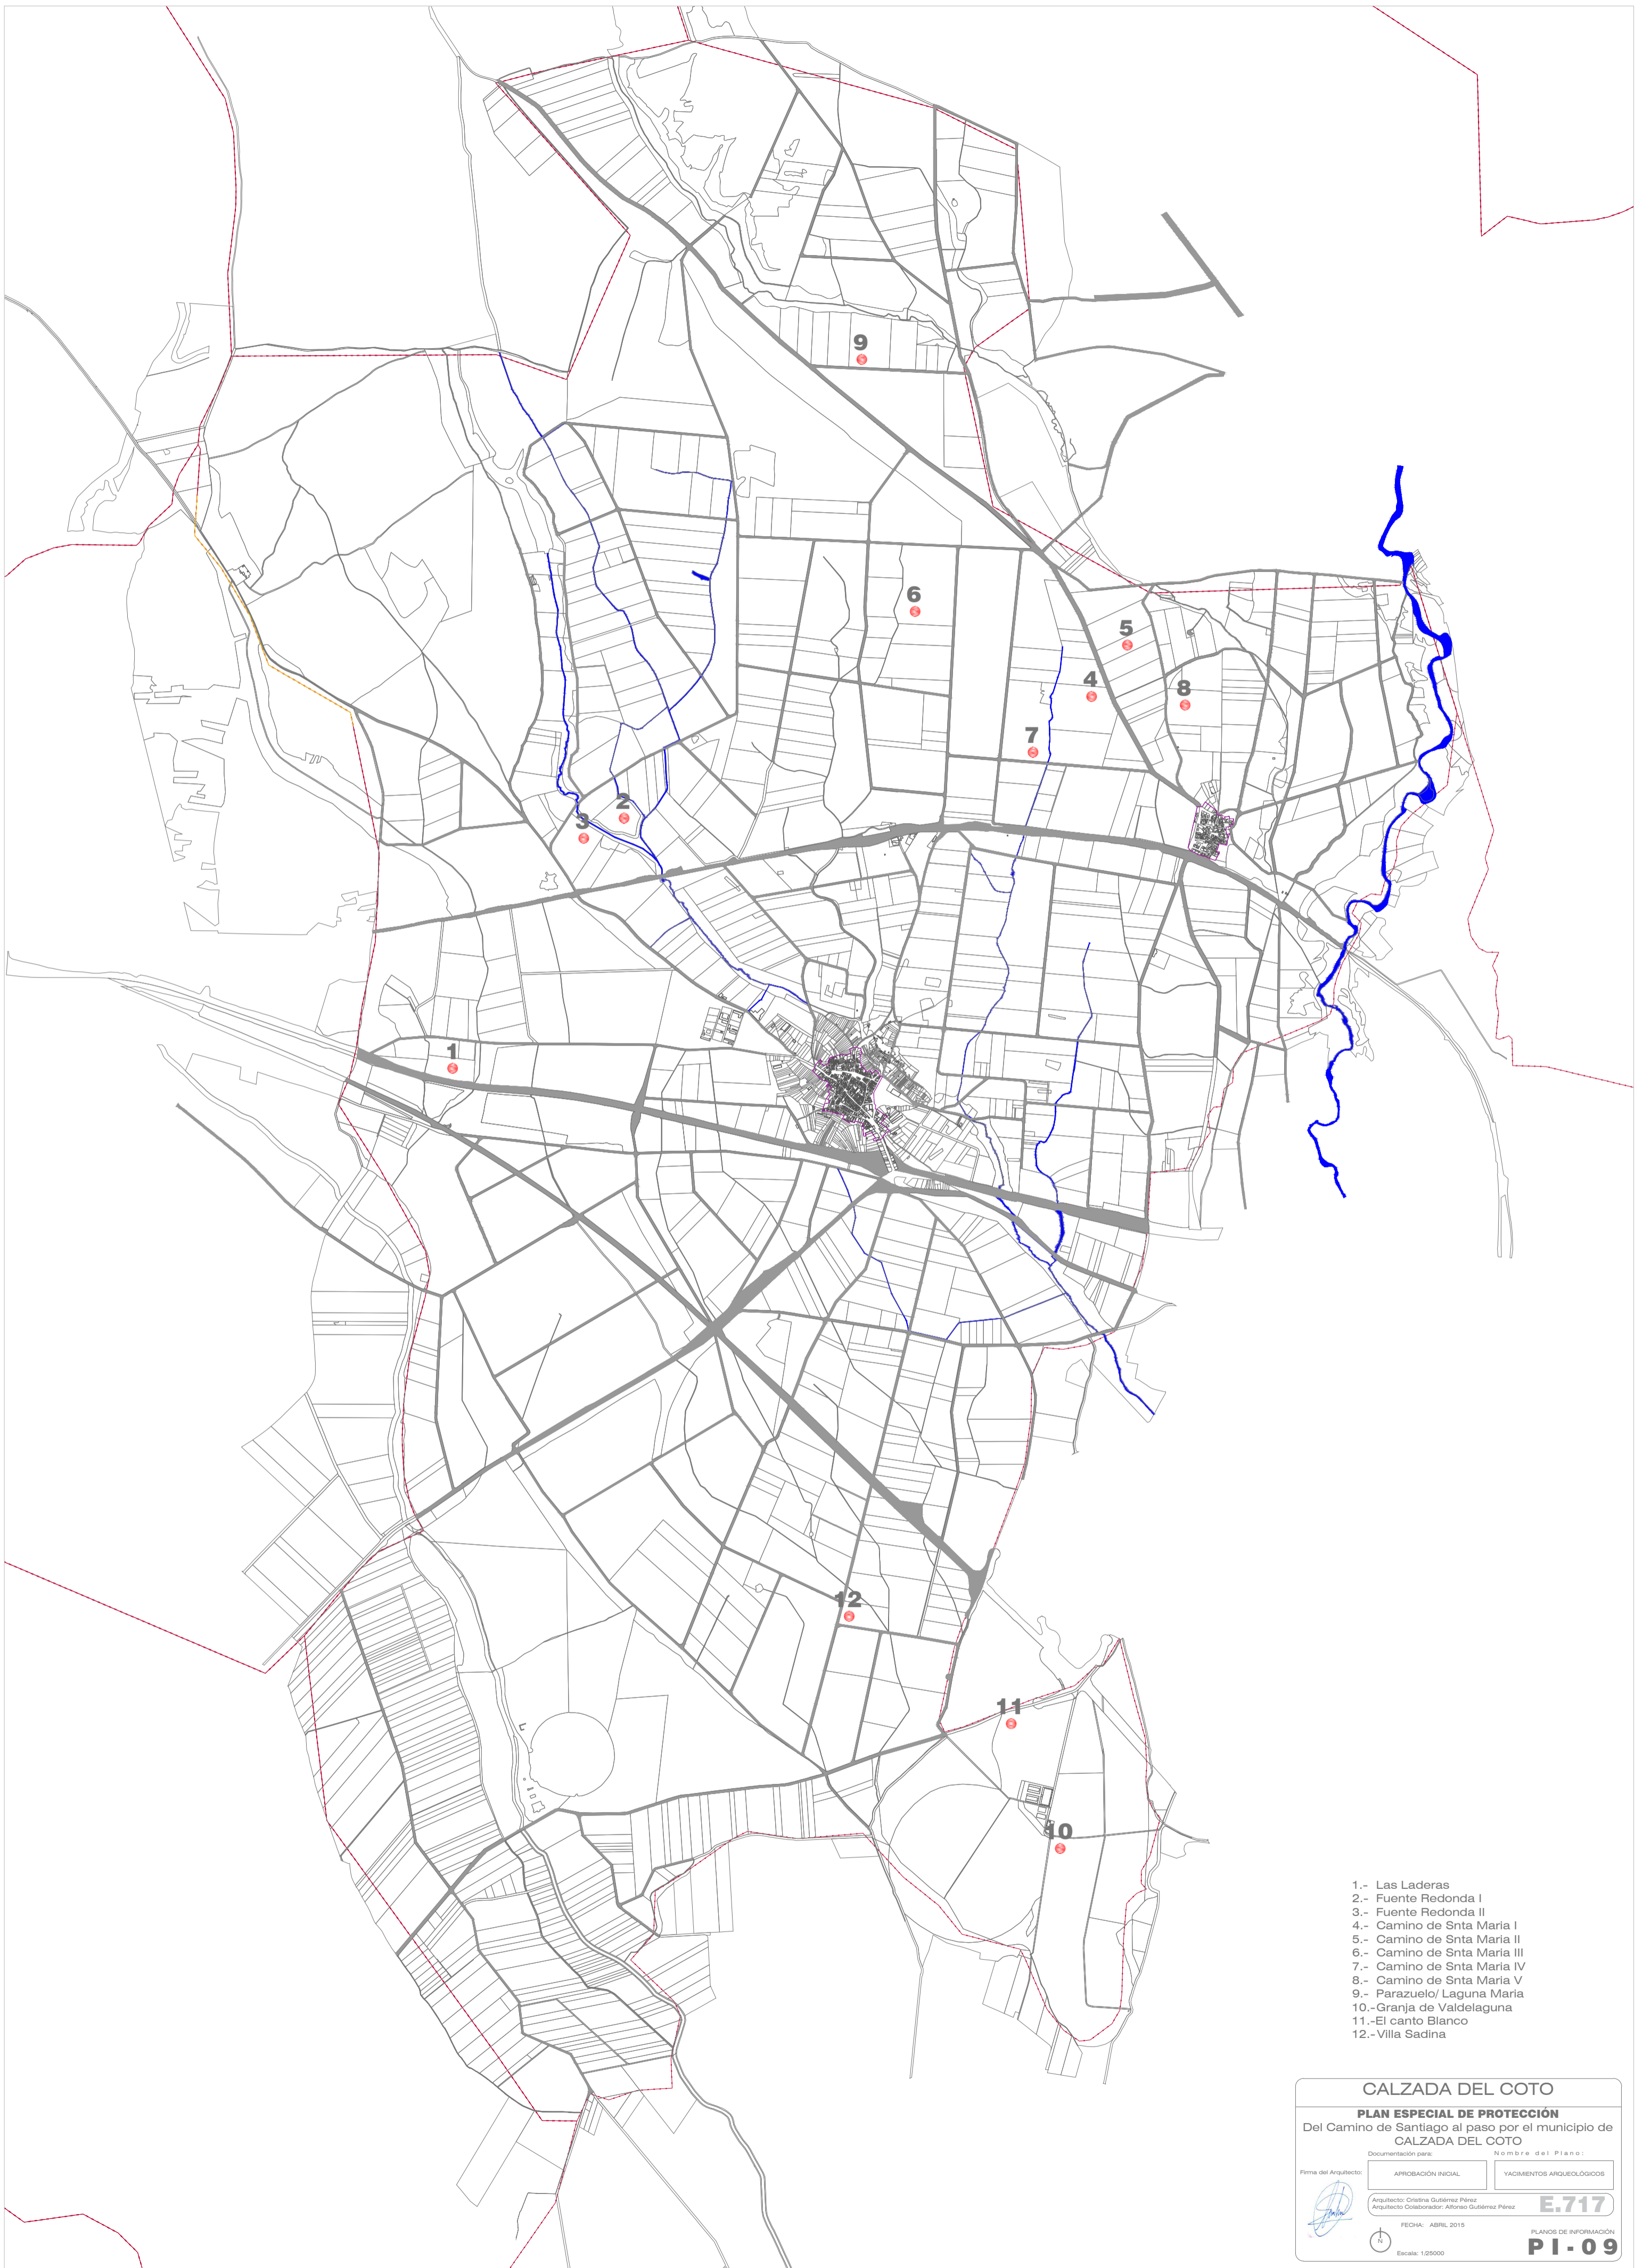 9
6
5
4
8
7
2
3
1
12
11
10
1.- Las Laderas
2.- Fuente Redonda I
3.- Fuente Redonda II
4.- Camino de Snta Maria I
5.- Camino de Snta Maria II
6.- Camino de Snta Maria III
7.- Camino de Snta Maria IV
8.- Camino de Snta Maria V
9.- Parazuelo/ Laguna Maria
10.-Granja de Valdelaguna
11.-El canto Blanco
12.-Villa Sadina
CALZADA DEL COTO
PLAN ESPECIAL DE PROTECCIÓN
Del Camino de Santiago al paso por el municipio de
CALZADA DEL COTO
Documentación para: Nombre del Plano:
Firma del Arquitecto: APROBACIÓN INICIAL YACIMIENTOS ARQUEOLÓGICOS
Arquitecto: Cristina Gutiérrez Pérez
Arquitecto Colaborador: Alfonso Gutiérrez Pérez E.717
FECHA: ABRIL 2015
N
PLANOS DE INFORMACIÓN
Escala: 1/25000 PI-09